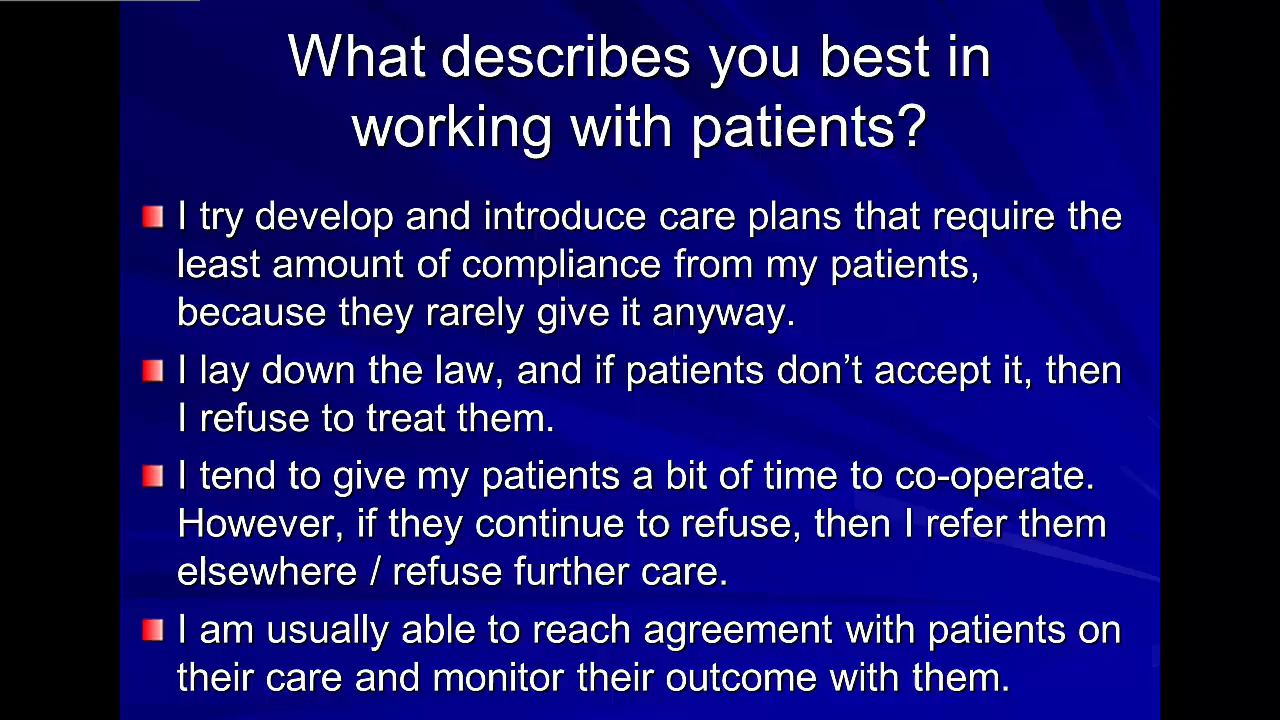 What describes you best in
working with patients?
I try develop and introduce care plans that require the
least amount of compliance from my patients,
because they rarely give it anyway.
I lay down the law, and if patients don’t accept it, then
I refuse to treat them.
I tend to give my patients a bit of time to co-operate.
However, if they continue to refuse, then I refer them
elsewhere / refuse further care.
I am usually able to reach agreement with patients on
their care and monitor their outcome with them.